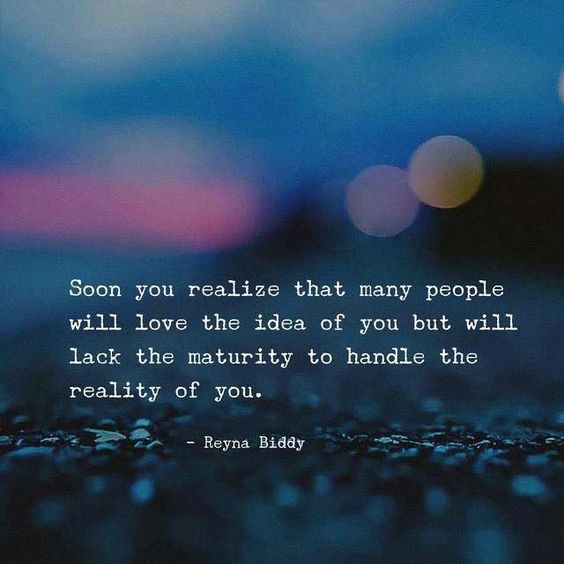 Soon you realize that many people
will love the idea of you but will
lack the maturity to handle the
reality of you.
- Reyna Biddy